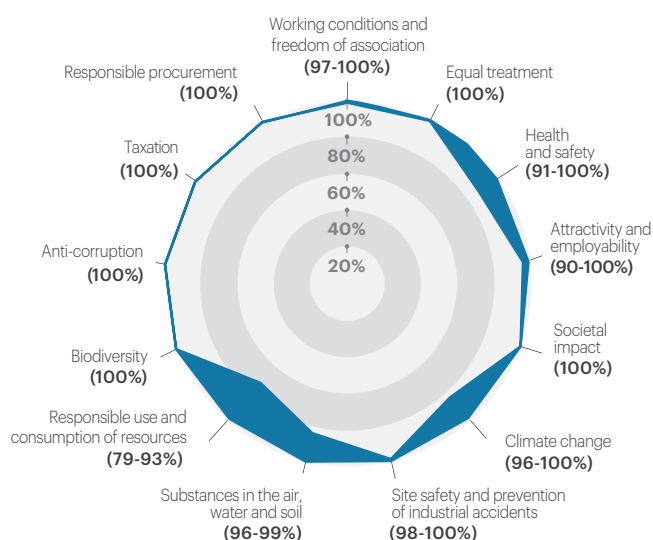 Working conditions and
freedom of association
(97-100%)
Equal treatment
(100%)
Health
and safety
(91-100%)
Attractivity and
employability
(90-100%)
Societal
impact
(100%)
Climate change
(96-100%)
Site safety and prevention
of industrial accidents
(98-100%)
Substances in the air,
water and soil
(96-99%)
Responsible use and
consumption of resources
(79-93%)
Biodiversity
(100%)
Anti-corruption
(100%)
Taxation
(100%)
Responsible procurement
(100%)
100%
80%
60%
40%
20%